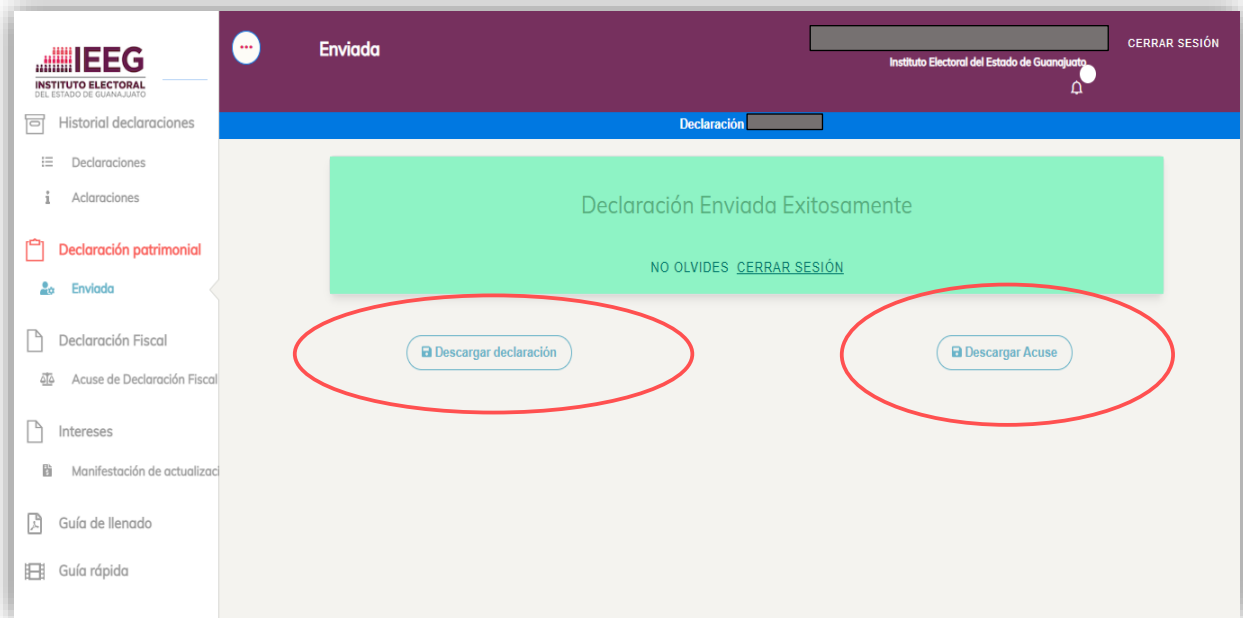 IEEG
INSTITUTO ELECTORAL
DEL ESTADO DE GUANAJUATO
Historial declaraciones
Declaraciones
Aclaraciones
Declaración patrimonial
Enviada
Declaración Fiscal
Acuse de Declaración Fiscal
Intereses
Manifestación de actualizaci
Guía de llenado
Guía rápida
Enviada
CERRAR SESIÓN
Instituto Electoral del Estado de Guanajuato
Declaración
Declaración Enviada Exitosamente
NO OLVIDES CERRAR SESIÓN
Descargar declaración
Descargar Acuse